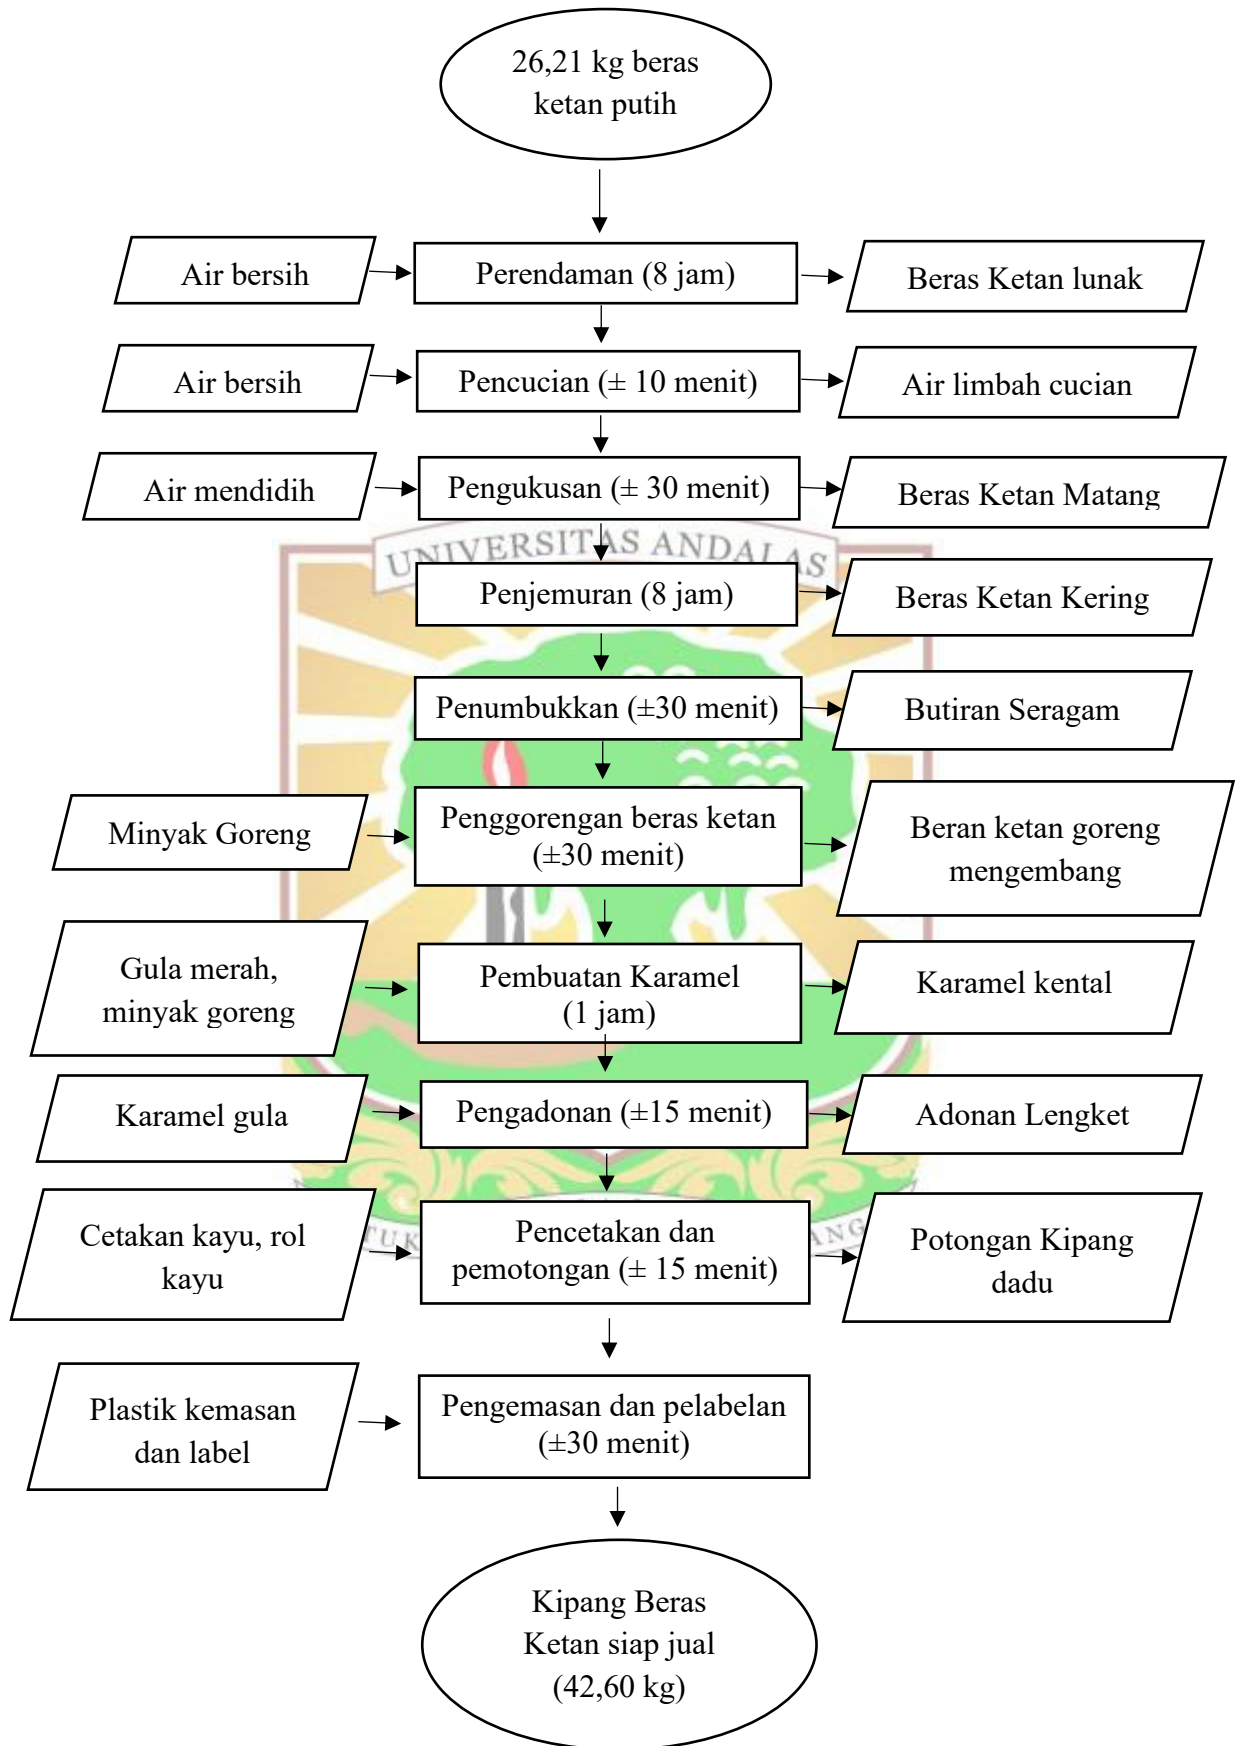 26,21 kg beras
ketan putih
Air bersih
Perendaman (8 jam)
Beras Ketan lunak
Air bersih
Pencucian (± 10 menit)
Air limbah cucian
Air mendidih
Pengukusan (± 30 menit)
Beras Ketan Matang
UNIVERSITAS ANDALAS
Penjemuran (8 jam)
Beras Ketan Kering
Penumbukkan (±30 menit)
Butiran Seragam
Minyak Goreng
Penggorengan beras ketan
(±30 menit)
Beran ketan goreng
mengembang
Gula merah,
minyak goreng
Pembuatan Karamel
(1 jam)
Karamel kental
Karamel gula
Pengadonan (±15 menit)
Adonan Lengket
Cetakan kayu, rol
kayu
Pencetakan dan
pemotongan (± 15 menit)
Potongan Kipang
dadu
Plastik kemasan
dan label
Pengemasan dan pelabelan
(±30 menit)
Kipang Beras
Ketan siap jual
(42,60 kg)